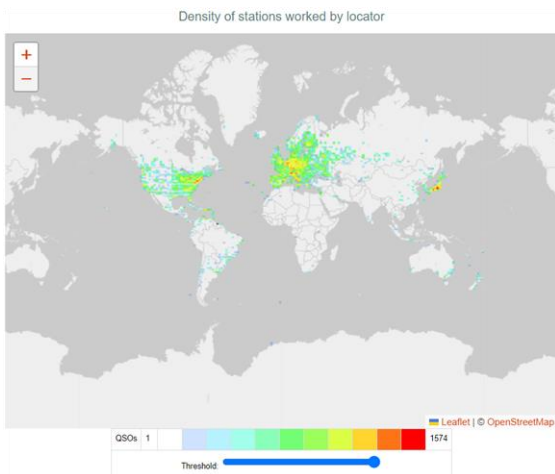 Density of stations worked by locator
+
−
Leaflet | © OpenStreetMap
QSOs 1 1574
Threshold: